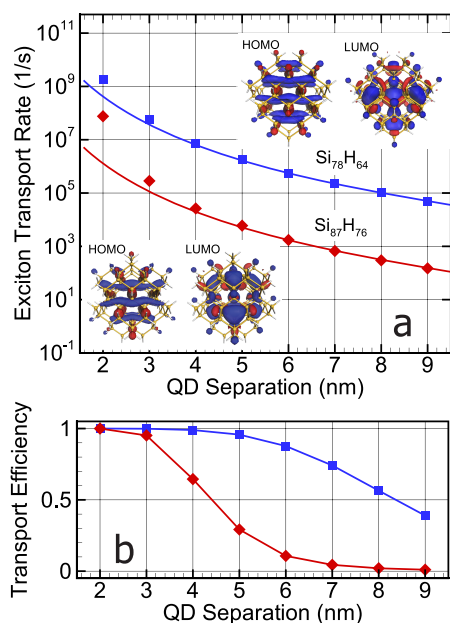 Exciton Transport Rate (1/s)
10^11
10^9
10^7
10^5
10^3
10^1
10^-1
HOMO LUMO
Si78H64
Si87H76
HOMO LUMO
a
2 3 4 5 6 7 8 9
QD Separation (nm)
Transport Efficiency
1
0.5
0
b
2 3 4 5 6 7 8 9
QD Separation (nm)